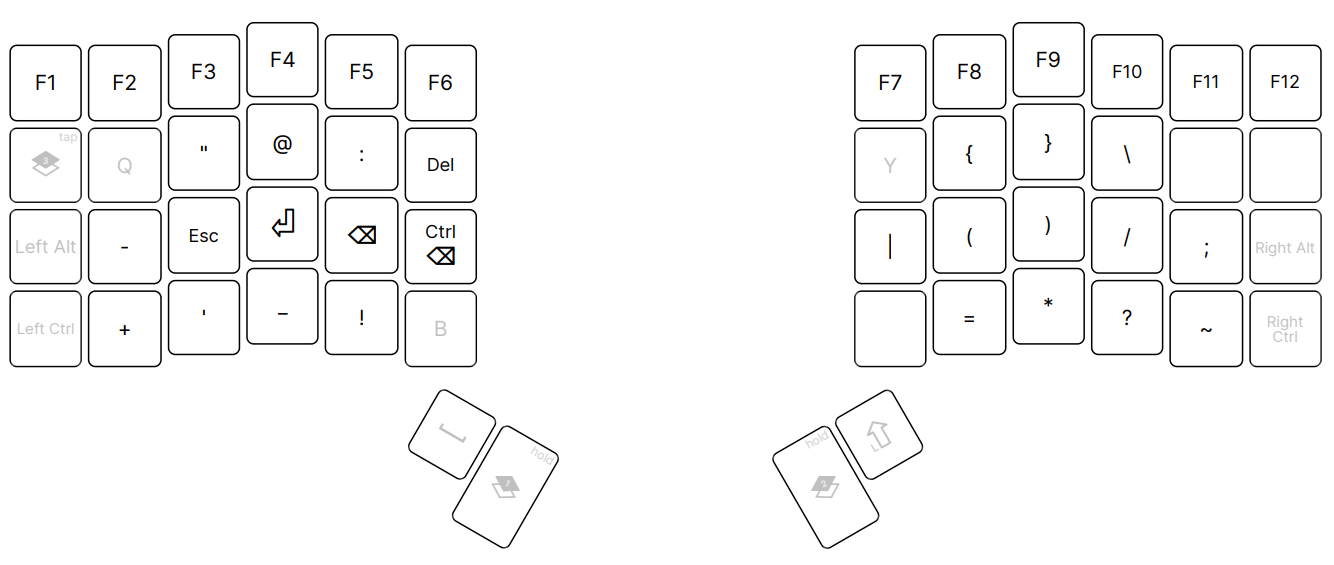 F1 F2 F3 F4 F5 F6 F7 F8 F9 F10 F11 F12
tap
3 Q " @ : Del Y { } \
Left Alt - Esc ⏎ ⌫ Ctrl ⌫ | ( ) / ; Right Alt
Left Ctrl + ' _ ! B = * ? ~ Right Ctrl
hold
1
hold
2
L